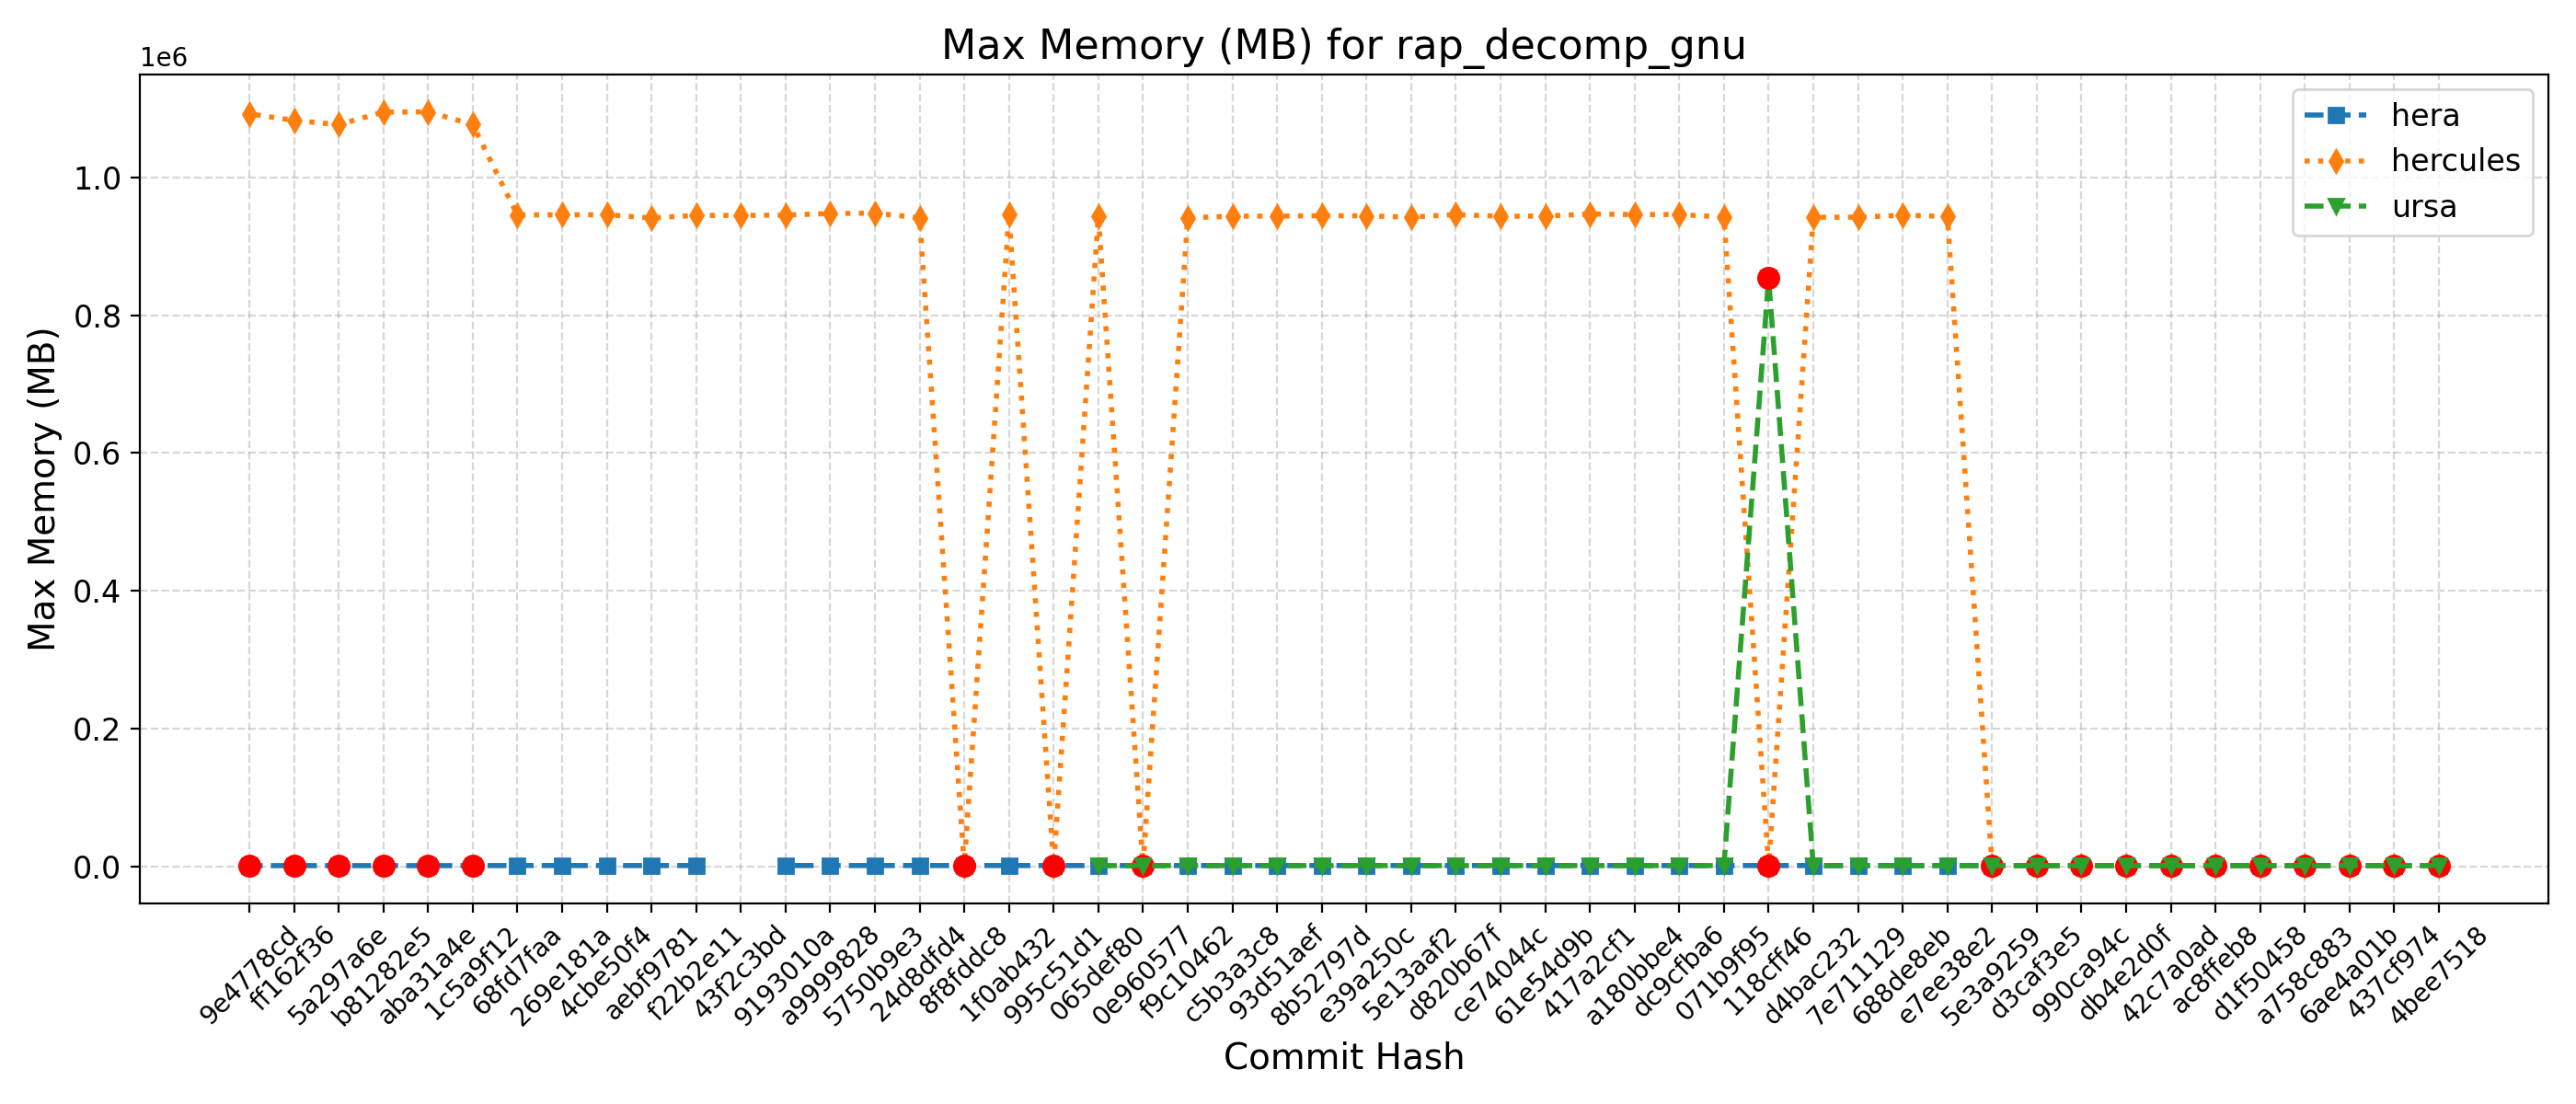 Max Memory (MB) for rap_decomp_gnu
1e6
hera
hercules
ursa
1.0
0.8
0.6
0.4
0.2
0.0
Max Memory (MB)
9e4778cd
ff162f36
5a297a6e
b81282e5
aba31a4e
1c5a9f12
68fd7faa
269e181a
4cbe50f4
aebf9781
f22b2e11
43f2c3bd
9193010a
a9999828
5750b9e3
24d8dfd4
8f8fddc8
1f0ab432
995c51d1
065def80
0e960577
f9c10462
c5b3a3c8
93d51aef
8b52797d
e39a250c
5e13aaf2
d820b67f
ce74044c
61e54d9b
417a2cf1
a180bbe4
dc9cfba6
071b9f95
118cff46
d4bac232
7e711129
688de8eb
e7ee38e2
5e3a9259
d3caf3e5
990ca94c
db4e2d0f
42c7a0ad
ac8ffeb8
d1f50458
a758c883
6ae4a01b
437cf974
4bee7518
Commit Hash